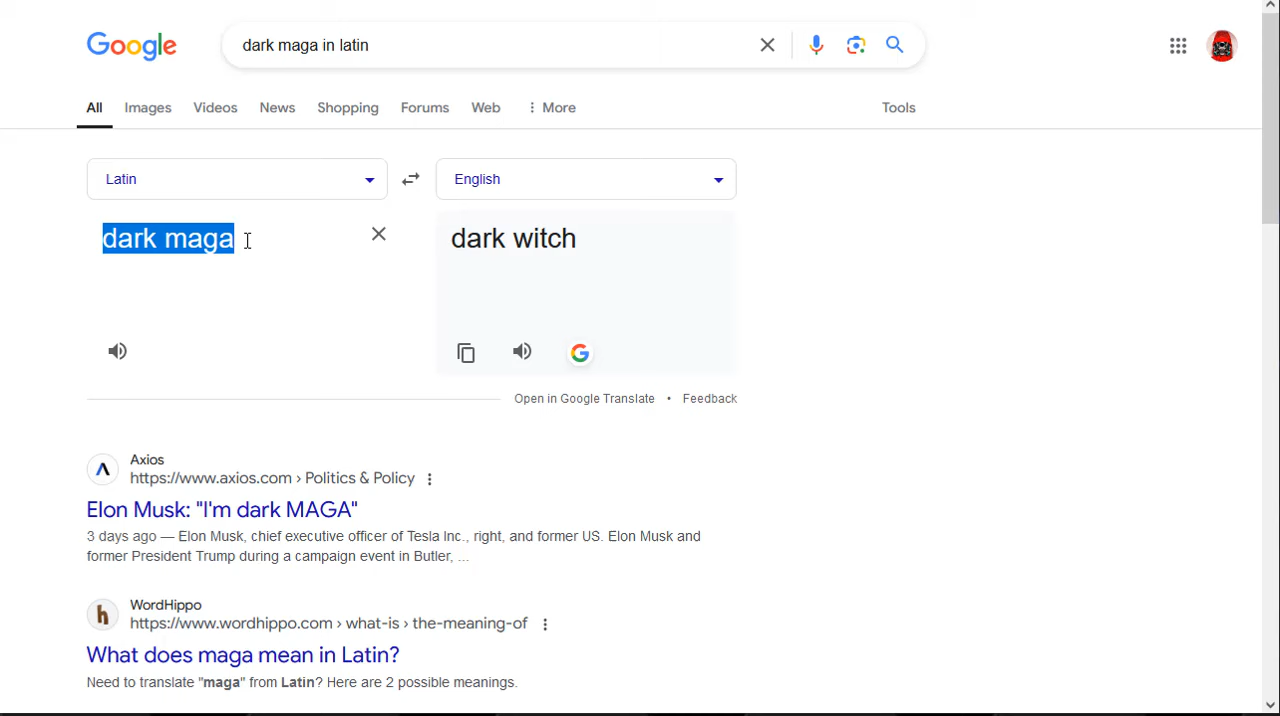 Google
dark maga in latin
All Images Videos News Shopping Forums Web More Tools
Latin English
dark maga dark witch
Open in Google Translate • Feedback
Axios
https://www.axios.com › Politics & Policy
Elon Musk: "I'm dark MAGA"
3 days ago — Elon Musk, chief executive officer of Tesla Inc., right, and former US. Elon Musk and
former President Trump during a campaign event in Butler, ...
WordHippo
https://www.wordhippo.com › what-is › the-meaning-of
What does maga mean in Latin?
Need to translate "maga" from Latin? Here are 2 possible meanings.